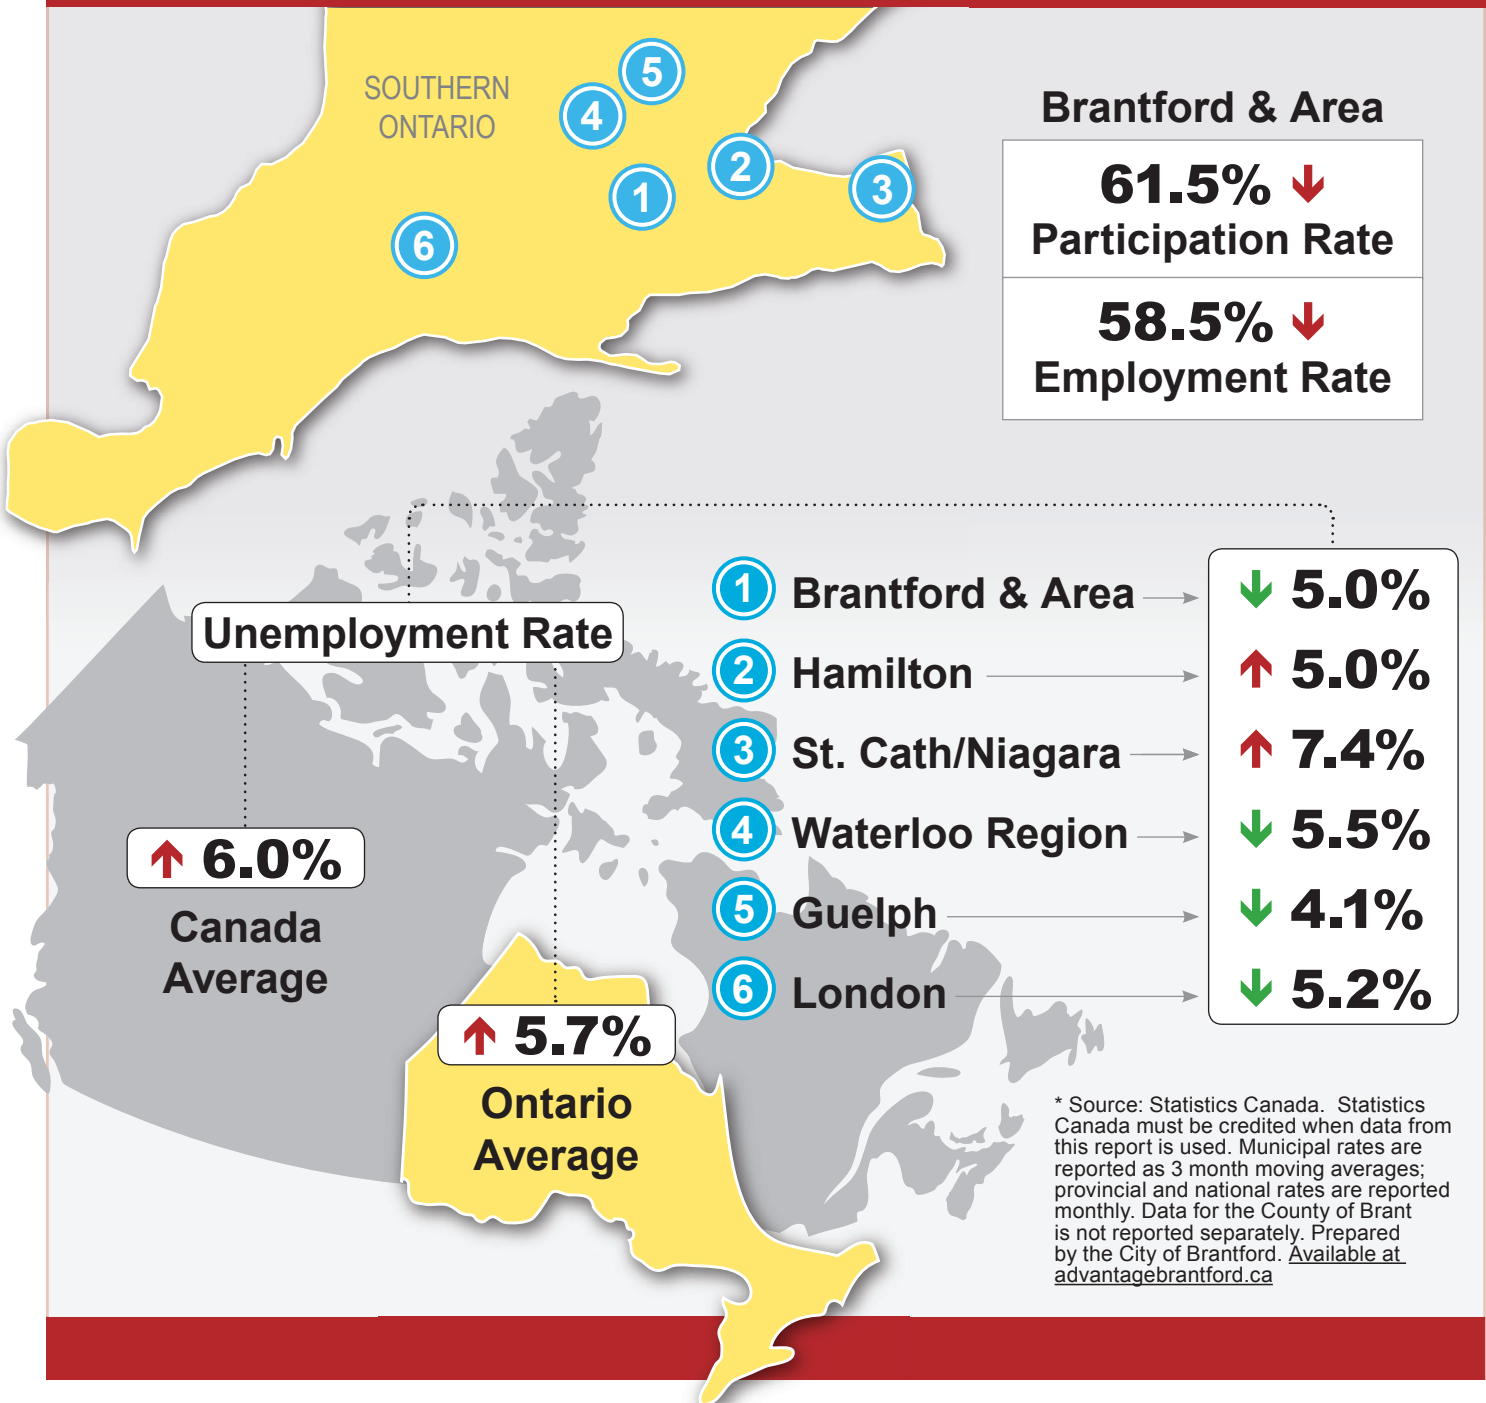 SOUTHERN
ONTARIO
5
4
2
3
1
6
Brantford & Area
61.5%
Participation Rate
58.5%
Employment Rate
Unemployment Rate
6.0%
Canada
Average
5.7%
Ontario
Average
1 Brantford & Area 5.0%
2 Hamilton 5.0%
3 St. Cath/Niagara 7.4%
4 Waterloo Region 5.5%
5 Guelph 4.1%
6 London 5.2%
* Source: Statistics Canada.  Statistics
Canada must be credited when data from
this report is used. Municipal rates are
reported as 3 month moving averages;
provincial and national rates are reported
monthly. Data for the County of Brant
is not reported separately. Prepared
by the City of Brantford. Available at
advantagebrantford.ca